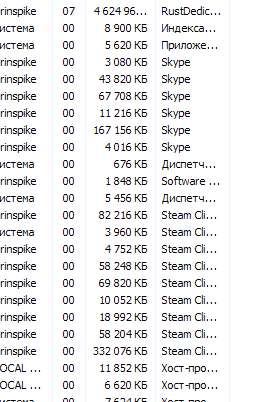 rinspike 07 4 624 96... RustDedic...
истема 00 8 900 КБ Индекса...
истема 00 5 620 КБ Приложе...
rinspike 00 3 080 КБ Skype
rinspike 00 43 820 КБ Skype
rinspike 00 67 708 КБ Skype
rinspike 00 11 216 КБ Skype
rinspike 00 167 156 КБ Skype
rinspike 00 4 016 КБ Skype
истема 00 676 КБ Диспетч...
rinspike 00 1 848 КБ Software ...
истема 00 5 456 КБ Диспетч...
rinspike 00 82 216 КБ Steam Cli...
истема 00 3 960 КБ Steam Cli...
rinspike 00 4 752 КБ Steam Cli...
rinspike 00 58 248 КБ Steam Cli...
rinspike 00 69 820 КБ Steam Cli...
rinspike 00 10 052 КБ Steam Cli...
rinspike 00 18 992 КБ Steam Cli...
rinspike 00 58 204 КБ Steam Cli...
rinspike 00 332 076 КБ Steam Cli...
OCAL ... 00 11 852 КБ Хост-про...
OCAL ... 00 6 620 КБ Хост-про...
истема 00 7 624 КБ Хост-про...